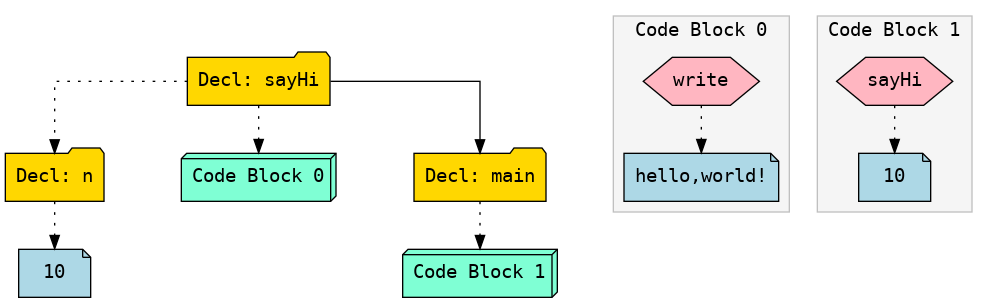 Code Block 0
Code Block 1
Decl: sayHi
write
sayHi
Decl: n
Code Block 0
Decl: main
hello,world!
10
10
Code Block 1